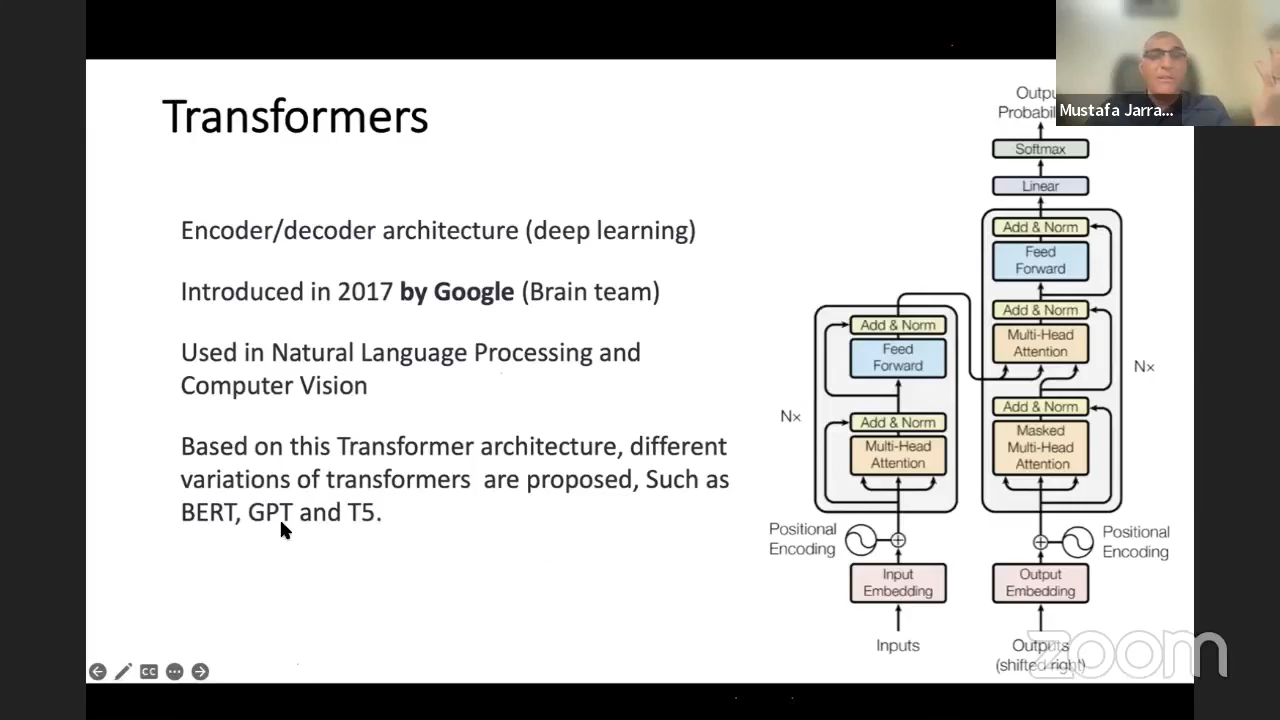 Transformers
Encoder/decoder architecture (deep learning)
Introduced in 2017 by Google (Brain team)
Used in Natural Language Processing and
Computer Vision
Based on this Transformer architecture, different
variations of transformers are proposed, Such as
BERT, GPT and T5.
Mustafa Jarra...
Softmax
Linear
Add & Norm
Feed
Forward
Add & Norm
Multi-Head
Attention
Add & Norm
Masked
Multi-Head
Attention
Nx
Positional
Encoding
Output
Embedding
Outputs
(shifted right)
Add & Norm
Feed
Forward
Add & Norm
Multi-Head
Attention
Nx
Positional
Encoding
Input
Embedding
Inputs
CC
zoom